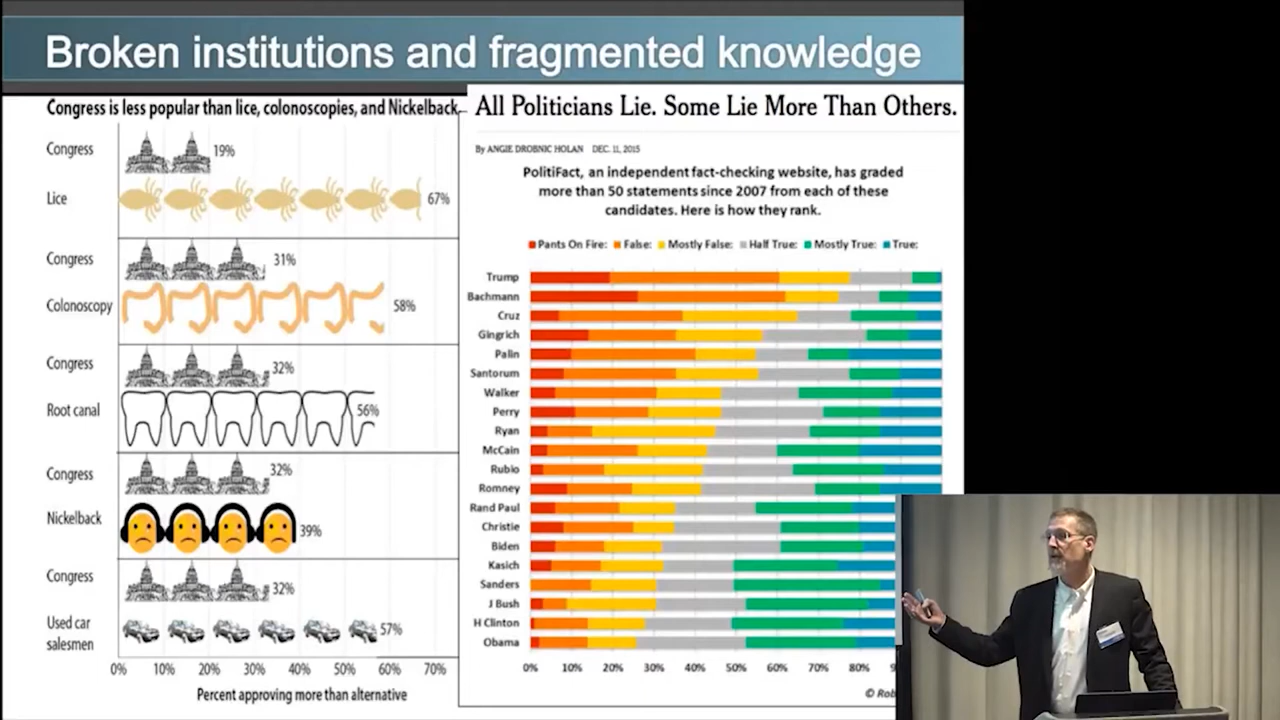 Broken institutions and fragmented knowledge
Congress is less popular than lice, colonoscopies, and Nickelback
Congress 19%
Lice 67%
Congress 31%
Colonoscopy 58%
Congress 32%
Root canal 56%
Congress 32%
Nickelback 39%
Congress 32%
Used car
salesmen 57%
0% 10% 20% 30% 40% 50% 60% 70%
Percent approving more than alternative
All Politicians Lie. Some Lie More Than Others.
By ANGIE DROBNIC HOLAN DEC. 11, 2015
PolitiFact, an independent fact-checking website, has graded
more than 50 statements since 2007 from each of these
candidates. Here is how they rank.
Pants On Fire: False: Mostly False: Half True: Mostly True: True:
Trump
Bachmann
Cruz
Gingrich
Palin
Santorum
Walker
Perry
Ryan
McCain
Rubio
Romney
Rand Paul
Christie
Biden
Kasich
Sanders
J Bush
H Clinton
Obama
0% 10% 20% 30% 40% 50% 60% 70% 80%
© Rob